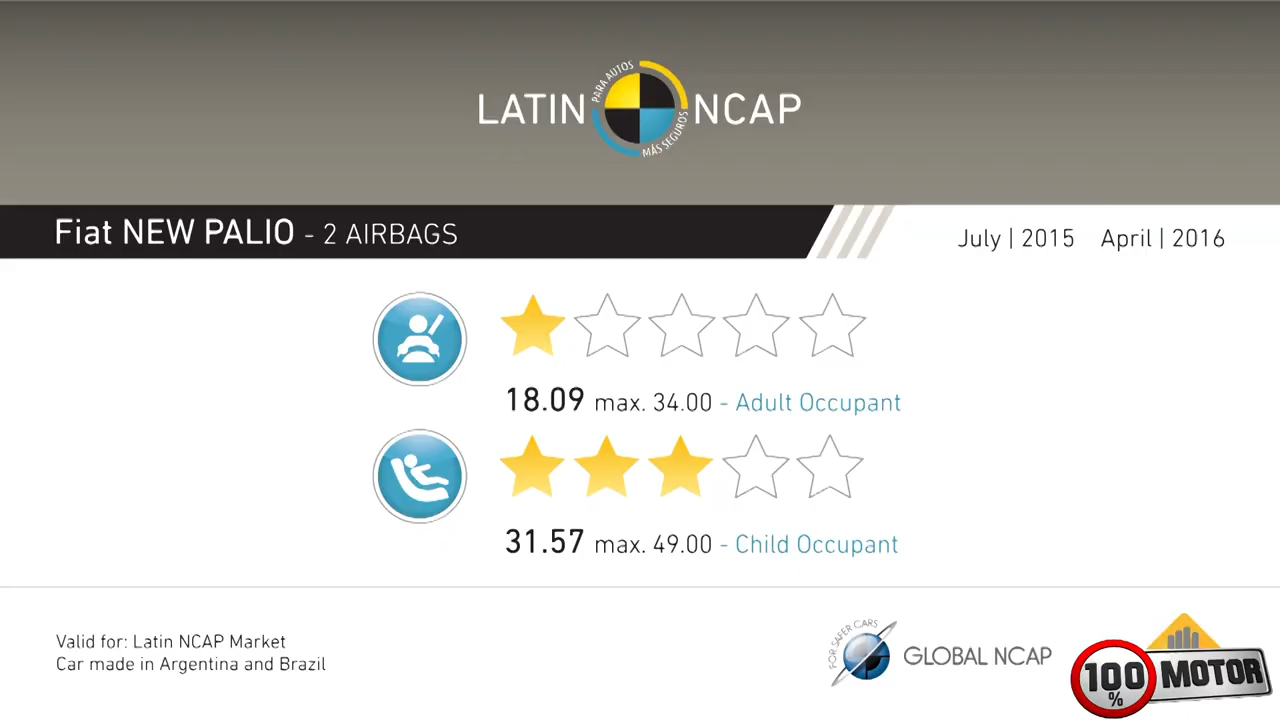 LATIN NCAP
PARA AUTOS
MÁS SEGUROS
Fiat NEW PALIO - 2 AIRBAGS
July | 2015 April | 2016
18.09 max. 34.00 - Adult Occupant
31.57 max. 49.00 - Child Occupant
Valid for: Latin NCAP Market
Car made in Argentina and Brazil
FOR SAFER CARS
GLOBAL NCAP
100% MOTOR